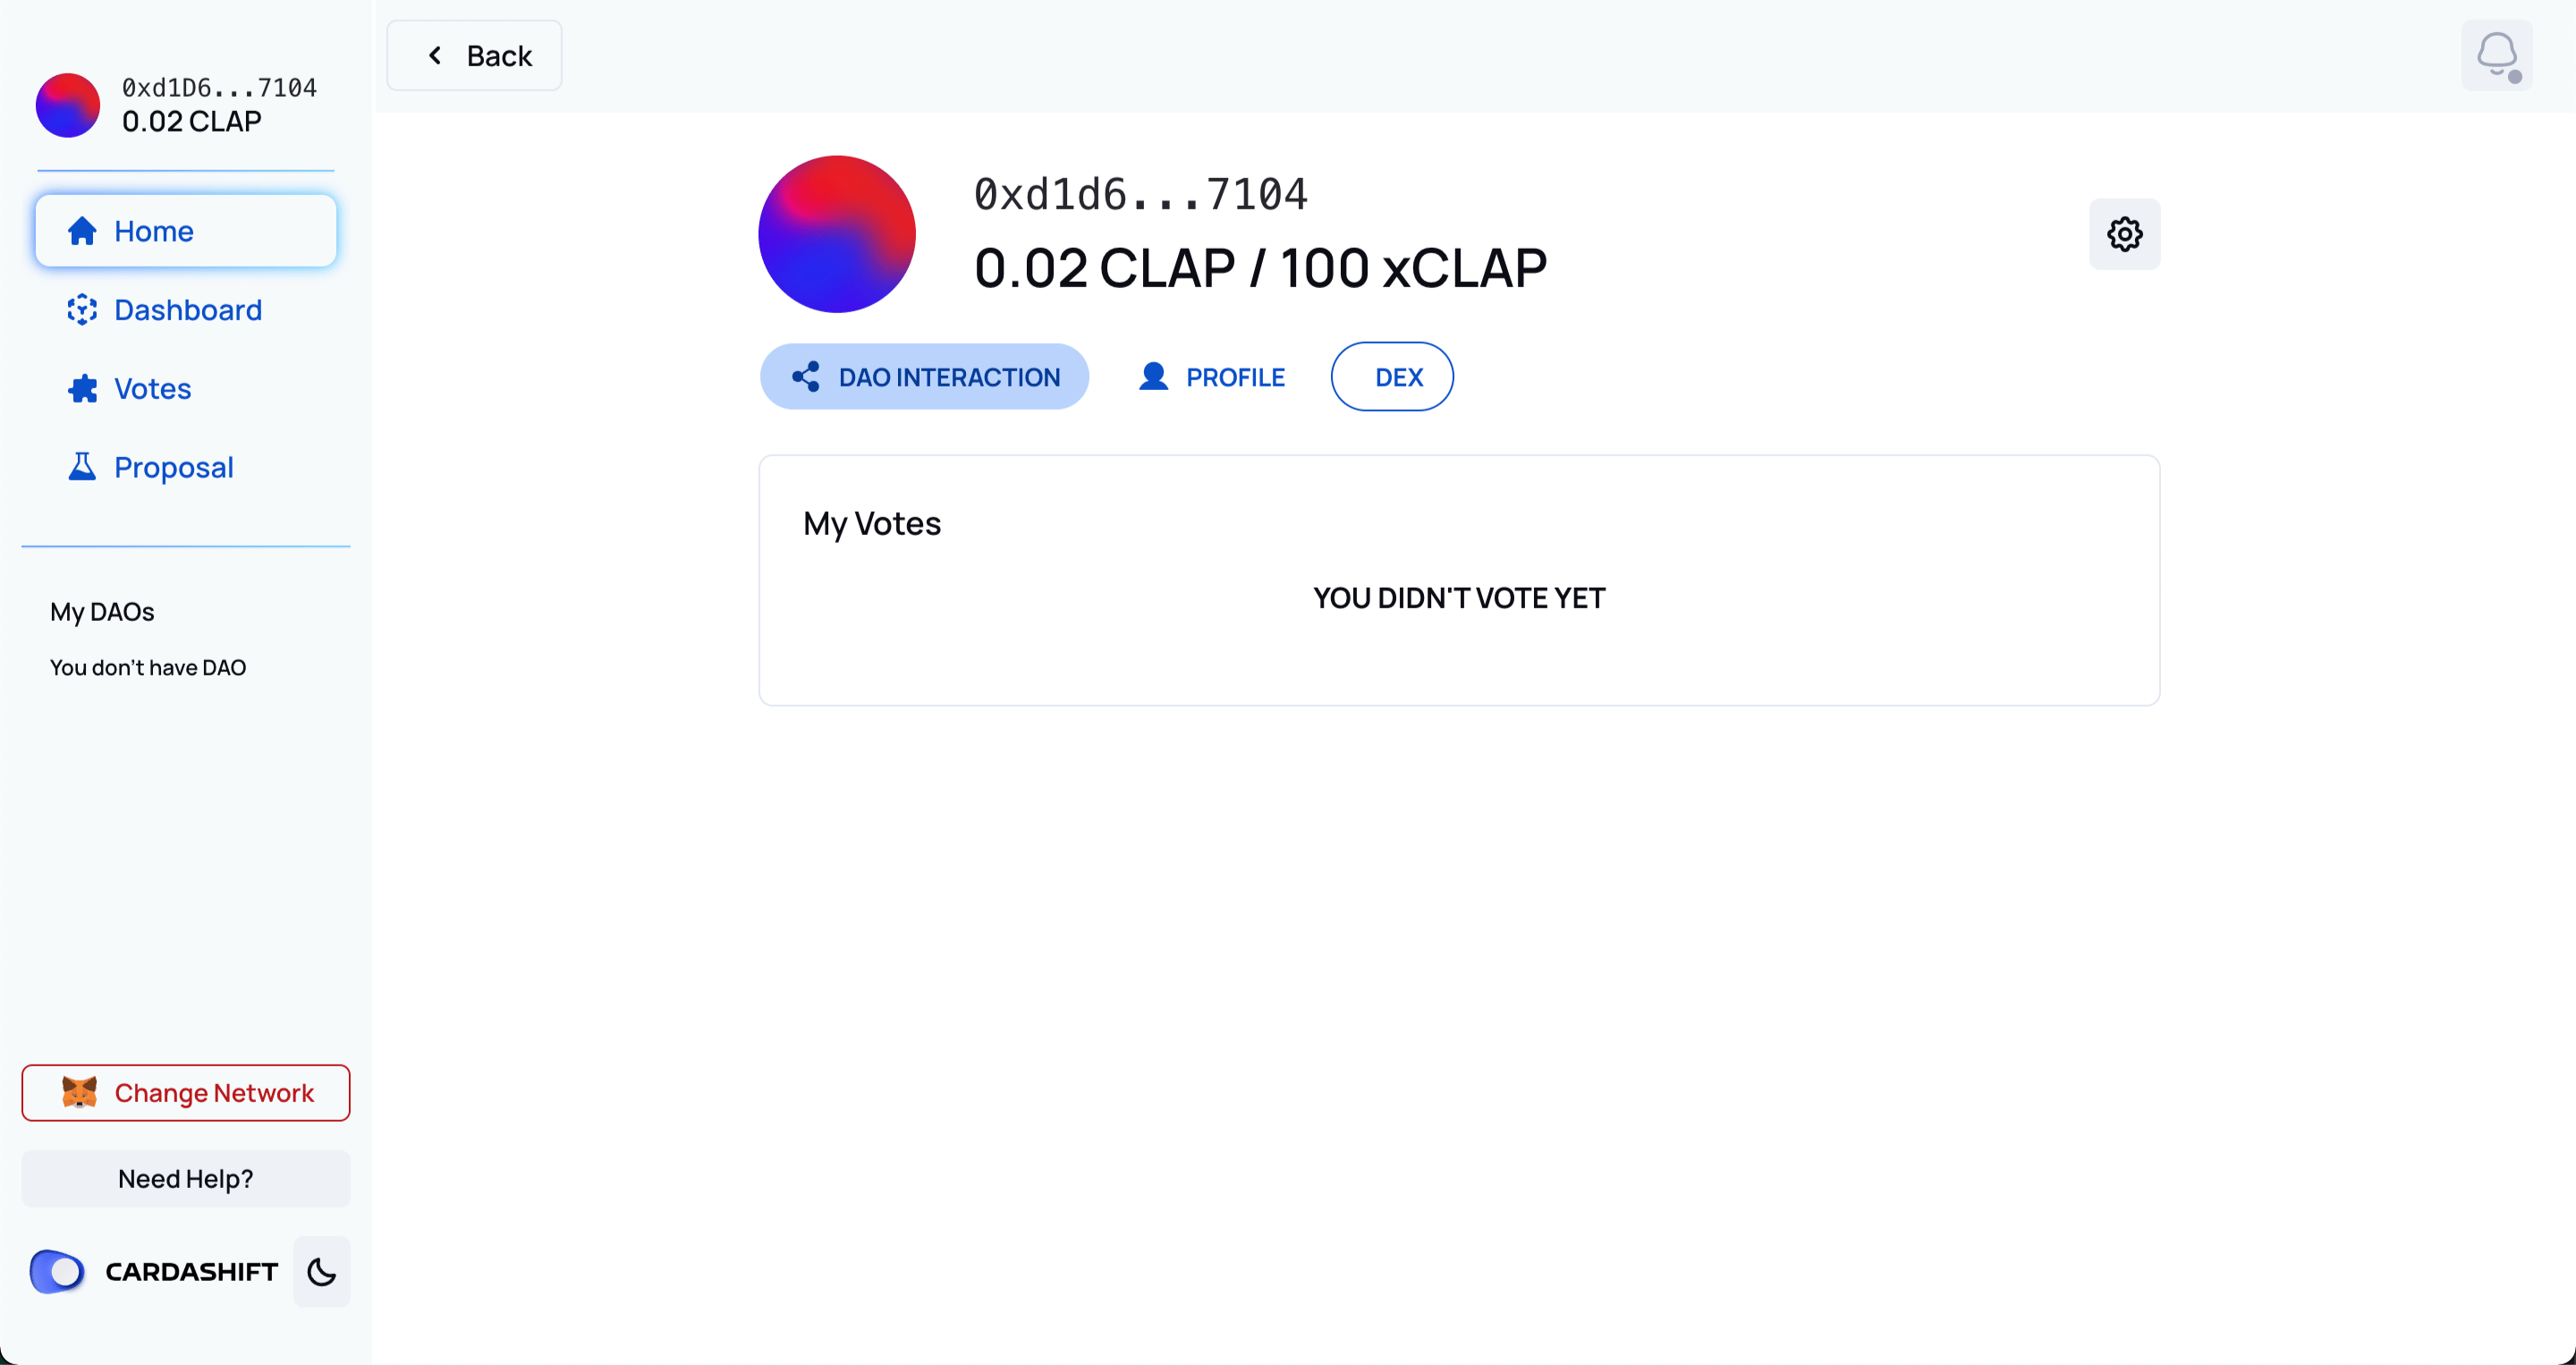 0xd1D6...7104
0.02 CLAP
Home
Dashboard
Votes
Proposal
My DAOs
You don't have DAO
Change Network
Need Help?
CARDASHIFT
Back
0xd1d6...7104
0.02 CLAP / 100 xCLAP
DAO INTERACTION
PROFILE
DEX
My Votes
YOU DIDN'T VOTE YET